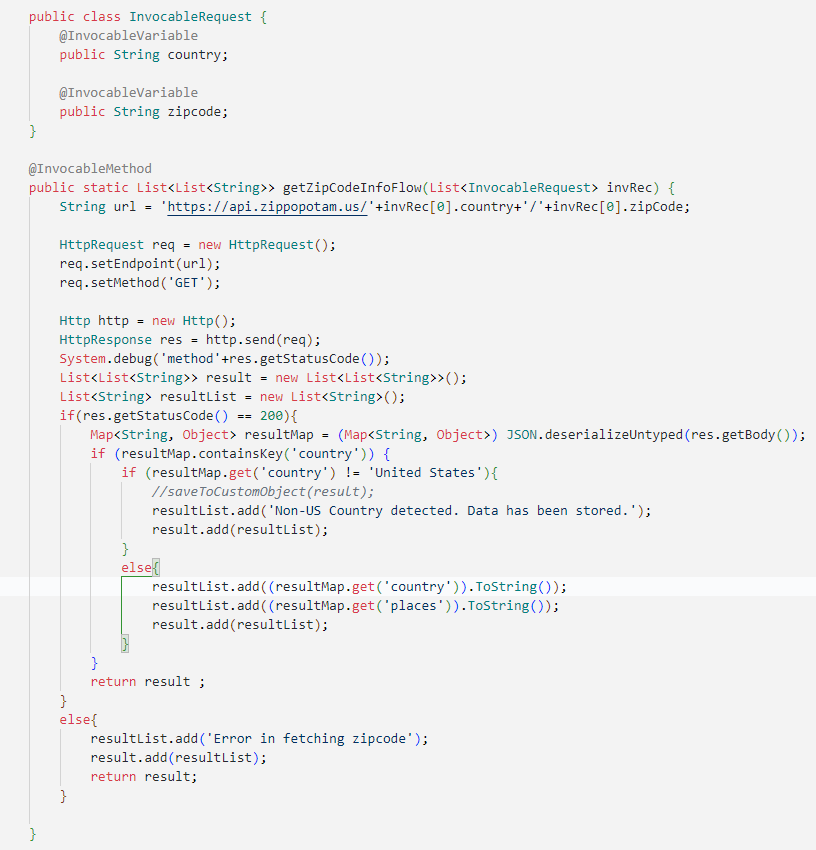 public class InvocableRequest {
@InvocableVariable
public String country;
@InvocableVariable
public String zipcode;
}
@InvocableMethod
public static List<List<String>> getZipCodeInfoFlow(List<InvocableRequest> invRec) {
String url = 'https://api.zippopotam.us/'+invRec[0].country+'/'+invRec[0].zipCode;
HttpRequest req = new HttpRequest();
req.setEndpoint(url);
req.setMethod('GET');
Http http = new Http();
HttpResponse res = http.send(req);
System.debug('method'+res.getStatusCode());
List<List<String>> result = new List<List<String>>();
List<String> resultList = new List<String>();
if(res.getStatusCode() == 200){
Map<String, Object> resultMap = (Map<String, Object>) JSON.deserializeUntyped(res.getBody());
if (resultMap.containsKey('country')) {
if (resultMap.get('country') != 'United States'){
//saveToCustomObject(result);
resultList.add('Non-US Country detected. Data has been stored.');
result.add(resultList);
}
else{
resultList.add((resultMap.get('country')).ToString());
resultList.add((resultMap.get('places')).ToString());
result.add(resultList);
}
}
return result ;
}
else{
resultList.add('Error in fetching zipcode');
result.add(resultList);
return result;
}
}